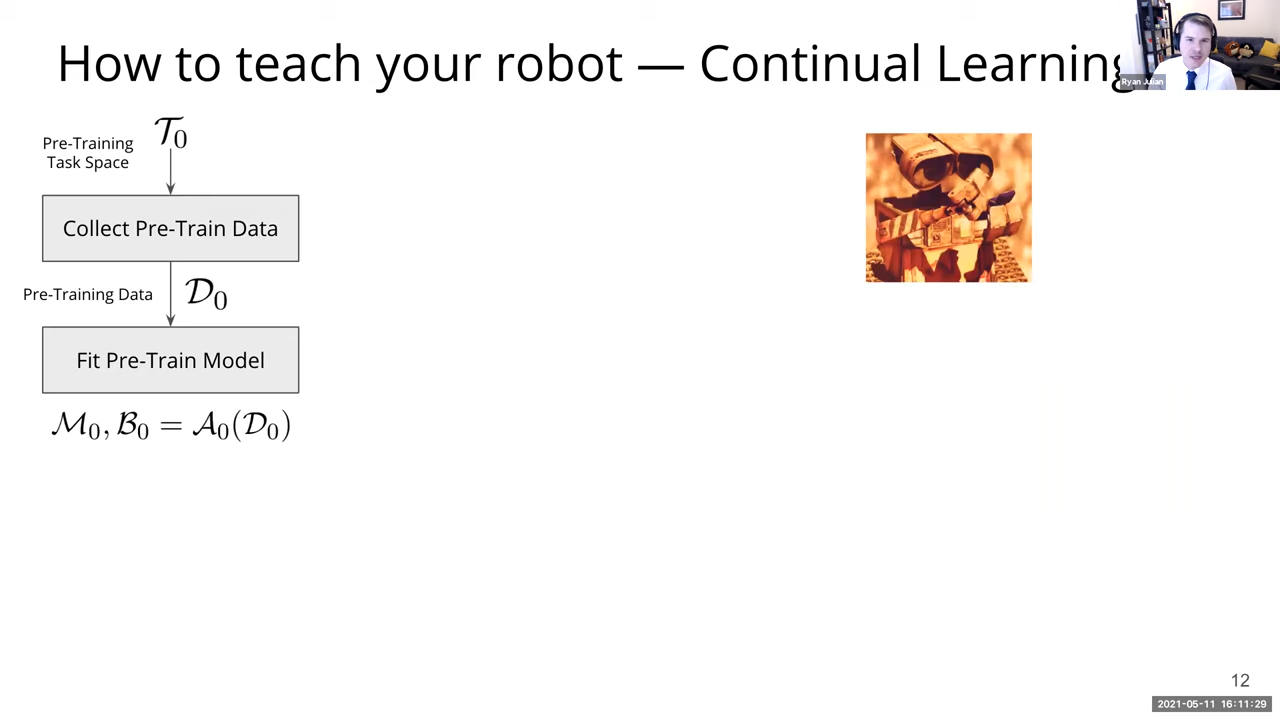 How to teach your robot — Continual Learning
Ryan Julian
Pre-Training
Task Space
𝒯₀
Collect Pre-Train Data
Pre-Training Data
𝒟₀
Fit Pre-Train Model
ℳ₀, ℬ₀ = 𝒜₀(𝒟₀)
12
2021-05-11 16:11:29